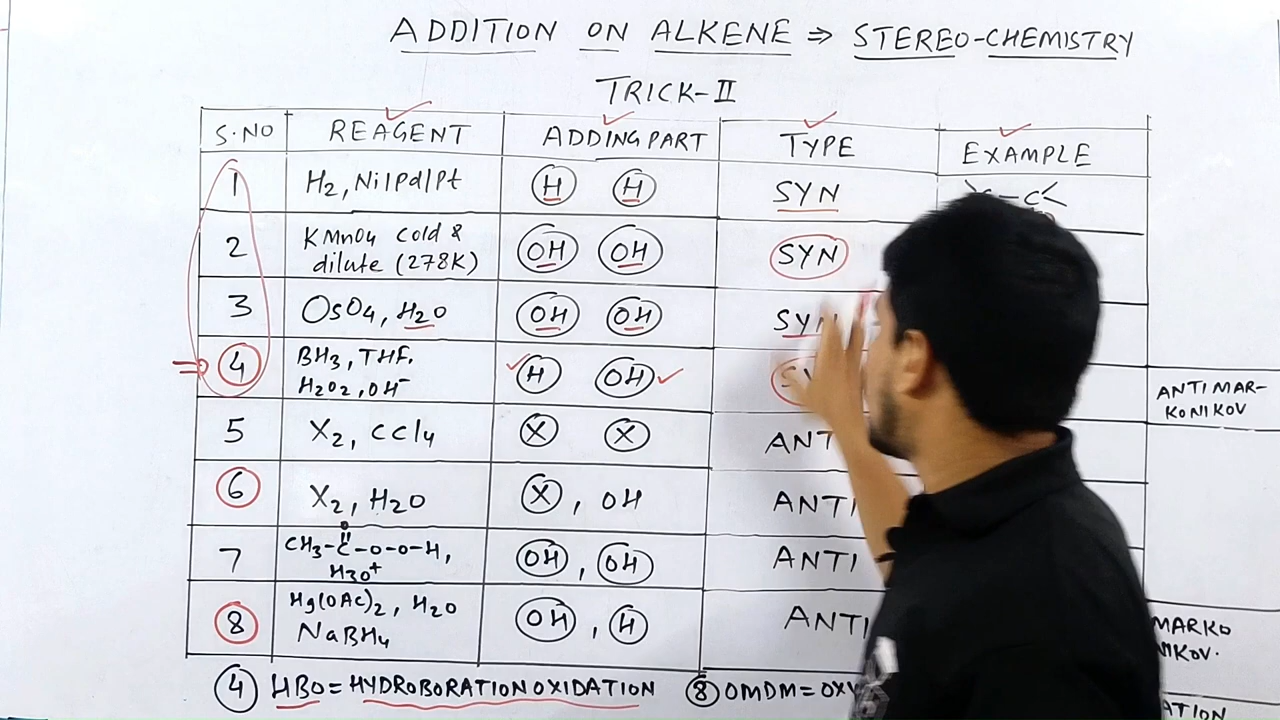 ADDITION ON ALKENE ⇒ STEREO-CHEMISTRY
TRICK-II
S.NO REAGENT ADDING PART TYPE EXAMPLE
1 H2, Ni/Pd/Pt H H SYN
2 KMnO4 cold & dilute (278K) OH OH SYN
3 OsO4, H2O OH OH SYN
4 BH3, THF. H2O2, OH⁻ H OH ANTIMAR-
KONIKOV
5 X2, CCl4 X X
6 X2, H2O X, OH ANTI
7 CH3-C-O-O-H, H3O+ OH, OH ANTI
O
8 Hg(OAc)2, H2O NaBH4 OH, H ANTI MARKO
NIKOV.
4 HBO = HYDROBORATION OXIDATION 8 OMDM =